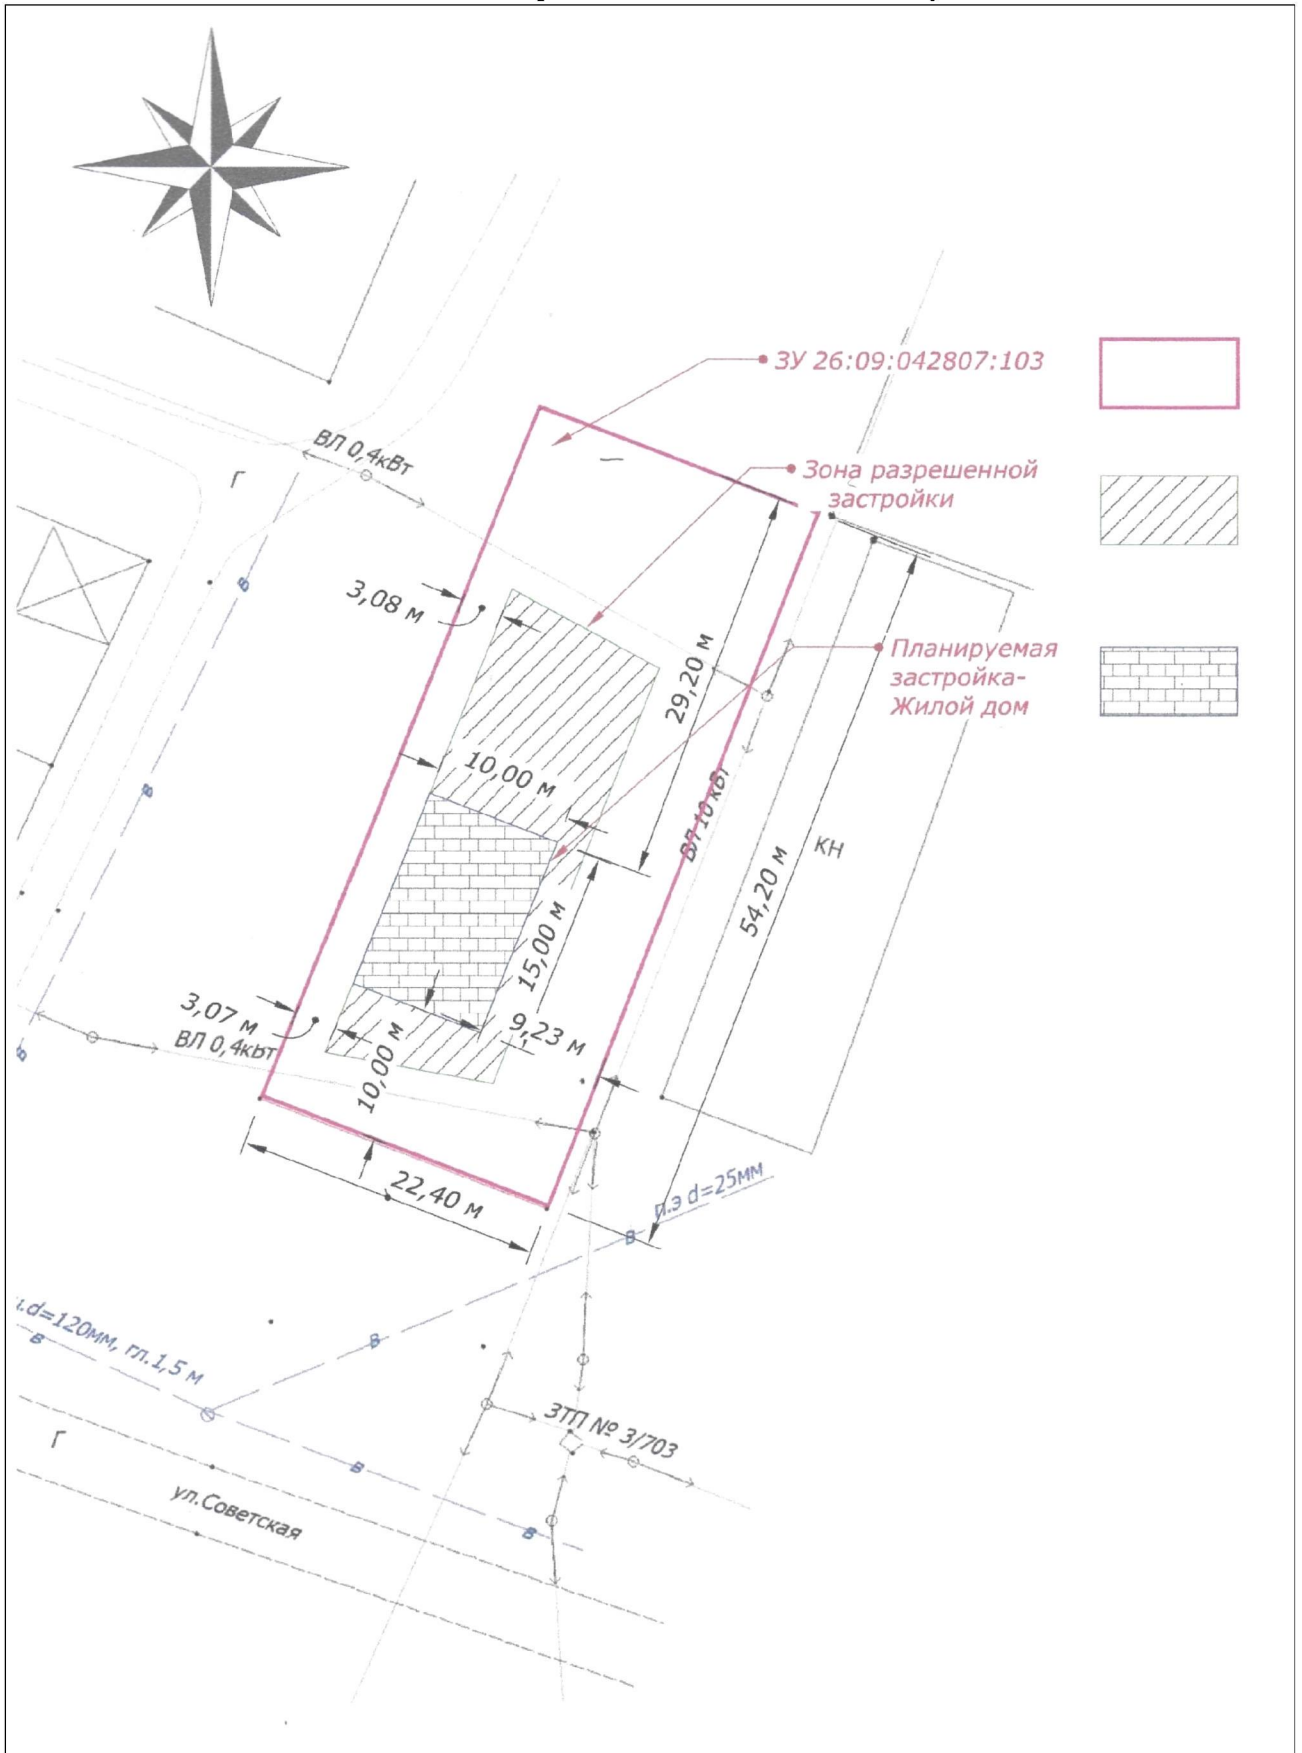 ЗУ 26:09:042807:103
ВЛ 0,4кВт
Г
Зона разрешенной
застройки
3,08 м
29,20 м
Планируемая
застройка-
Жилой дом
В
10,00 м
В
ВЛ 10 кВт
КН
54,20 м
15,00 м
3,07 м
9,23 м
ВЛ 0,4кВт
В
10,00 м
22,40 м
п.э d=25мм
В
d=120мм, гл.1,5 м
В
В
ЗТП № 3/703
Г
В
ул.Советская
В